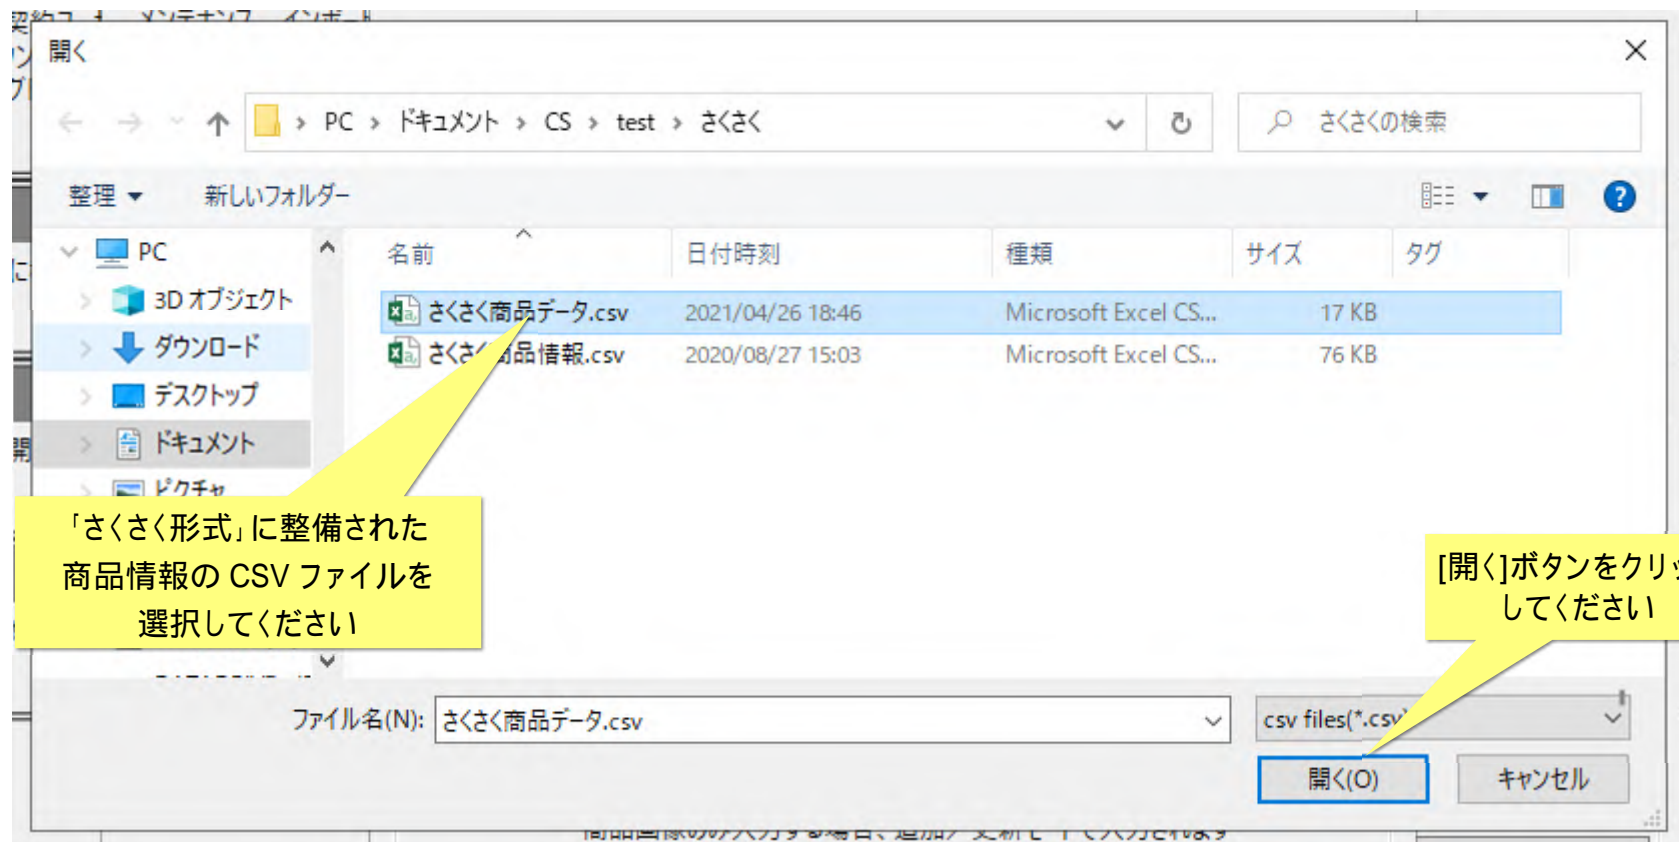 開く
PC › ドキュメント › CS › test › さくさく
さくさくの検索
整理
新しいフォルダー
名前 日付時刻 種類 サイズ タグ
さくさく商品データ.csv 2021/04/26 18:46 Microsoft Excel CS... 17 KB
さくさく商品情報.csv 2020/08/27 15:03 Microsoft Excel CS... 76 KB
PC
3D オブジェクト
ダウンロード
デスクトップ
ドキュメント
ピクチャ
「さくさく形式」に整備された
商品情報の CSV ファイルを
選択してください
[開く]ボタンをクリッ
してください
ファイル名(N): さくさく商品データ.csv
csv files(*.csv)
開く(O)
キャンセル